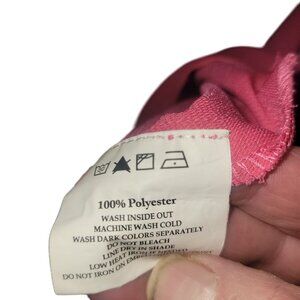 100% Polyester
WASH INSIDE OUT
MACHINE WASH COLD
WASH DARK COLORS SEPARATELY
DO NOT BLEACH
LINE DRY IN SHADE
LOW HEAT IRON IF NEEDED
DO NOT IRON ON